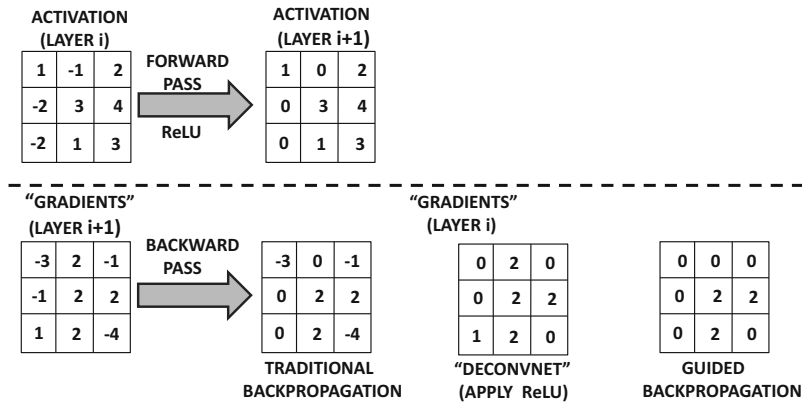 ACTIVATION
(LAYER i)
1 -1 2
-2 3 4
-2 1 3
FORWARD
PASS
ReLU
ACTIVATION
(LAYER i+1)
1 0 2
0 3 4
0 1 3
“GRADIENTS”
(LAYER i+1)
-3 2 -1
-1 2 2
1 2 -4
BACKWARD
PASS
-3 0 -1
0 2 2
0 2 -4
TRADITIONAL
BACKPROPAGATION
“GRADIENTS”
(LAYER i)
0 2 0
0 2 2
1 2 0
“DECONVNET”
(APPLY ReLU)
0 0 0
0 2 2
0 2 0
GUIDED
BACKPROPAGATION